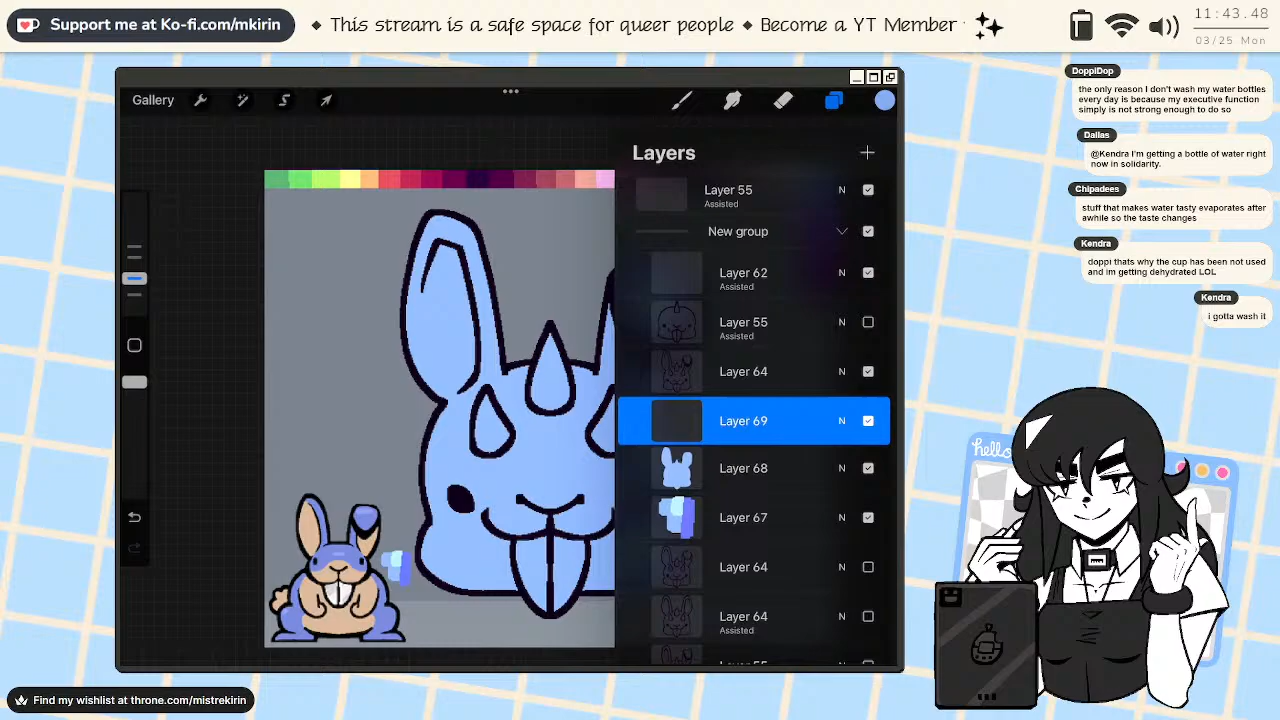 Support me at Ko-fi.com/mkirin
◆ This stream is a safe space for queer people ◆ Become a YT Member
11:43.48
03/25 Mon
Gallery
Layers
Layer 55
Assisted
N
New group
Layer 62
Assisted
N
Layer 55
Assisted
N
Layer 64
N
Layer 69
N
Layer 68
N
Layer 67
N
Layer 64
N
Layer 64
Assisted
N
DopplDop
the only reason I don't wash my water bottles
every day is because my executive function
simply is not strong enough to do so
Dallas
@Kendra I'm getting a bottle of water right
now in solidarity.
Chipadees
stuff that makes water tasty evaporates after
awhile so the taste changes
Kendra
doppi thats why the cup has been not used
and im getting dehydrated LOL
Kendra
i gotta wash it
hello
Find my wishlist at throne.com/mistrekirin